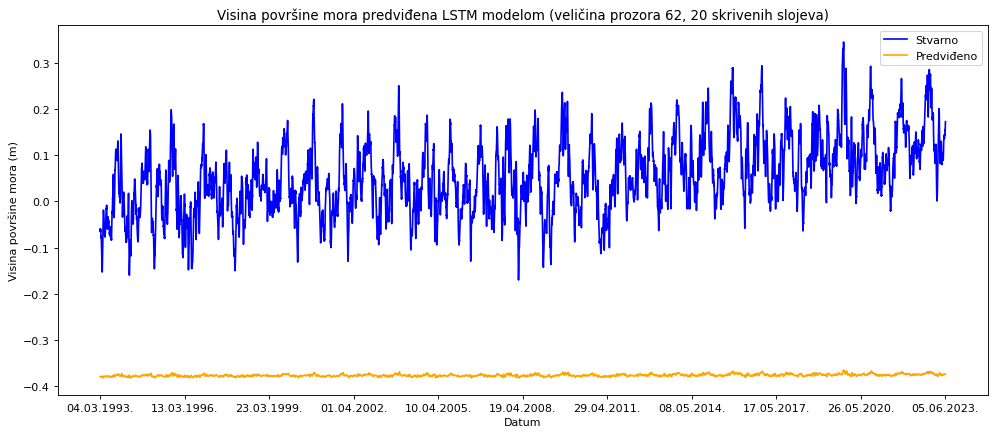 Visina površine mora predviđena LSTM modelom (veličina prozora 62, 20 skrivenih slojeva)
Stvarno
Predviđeno
Visina površine mora (m)
0.3
0.2
0.1
0.0
−0.1
−0.2
−0.3
−0.4
04.03.1993. 13.03.1996. 23.03.1999. 01.04.2002. 10.04.2005. 19.04.2008. 29.04.2011. 08.05.2014. 17.05.2017. 26.05.2020. 05.06.2023.
Datum